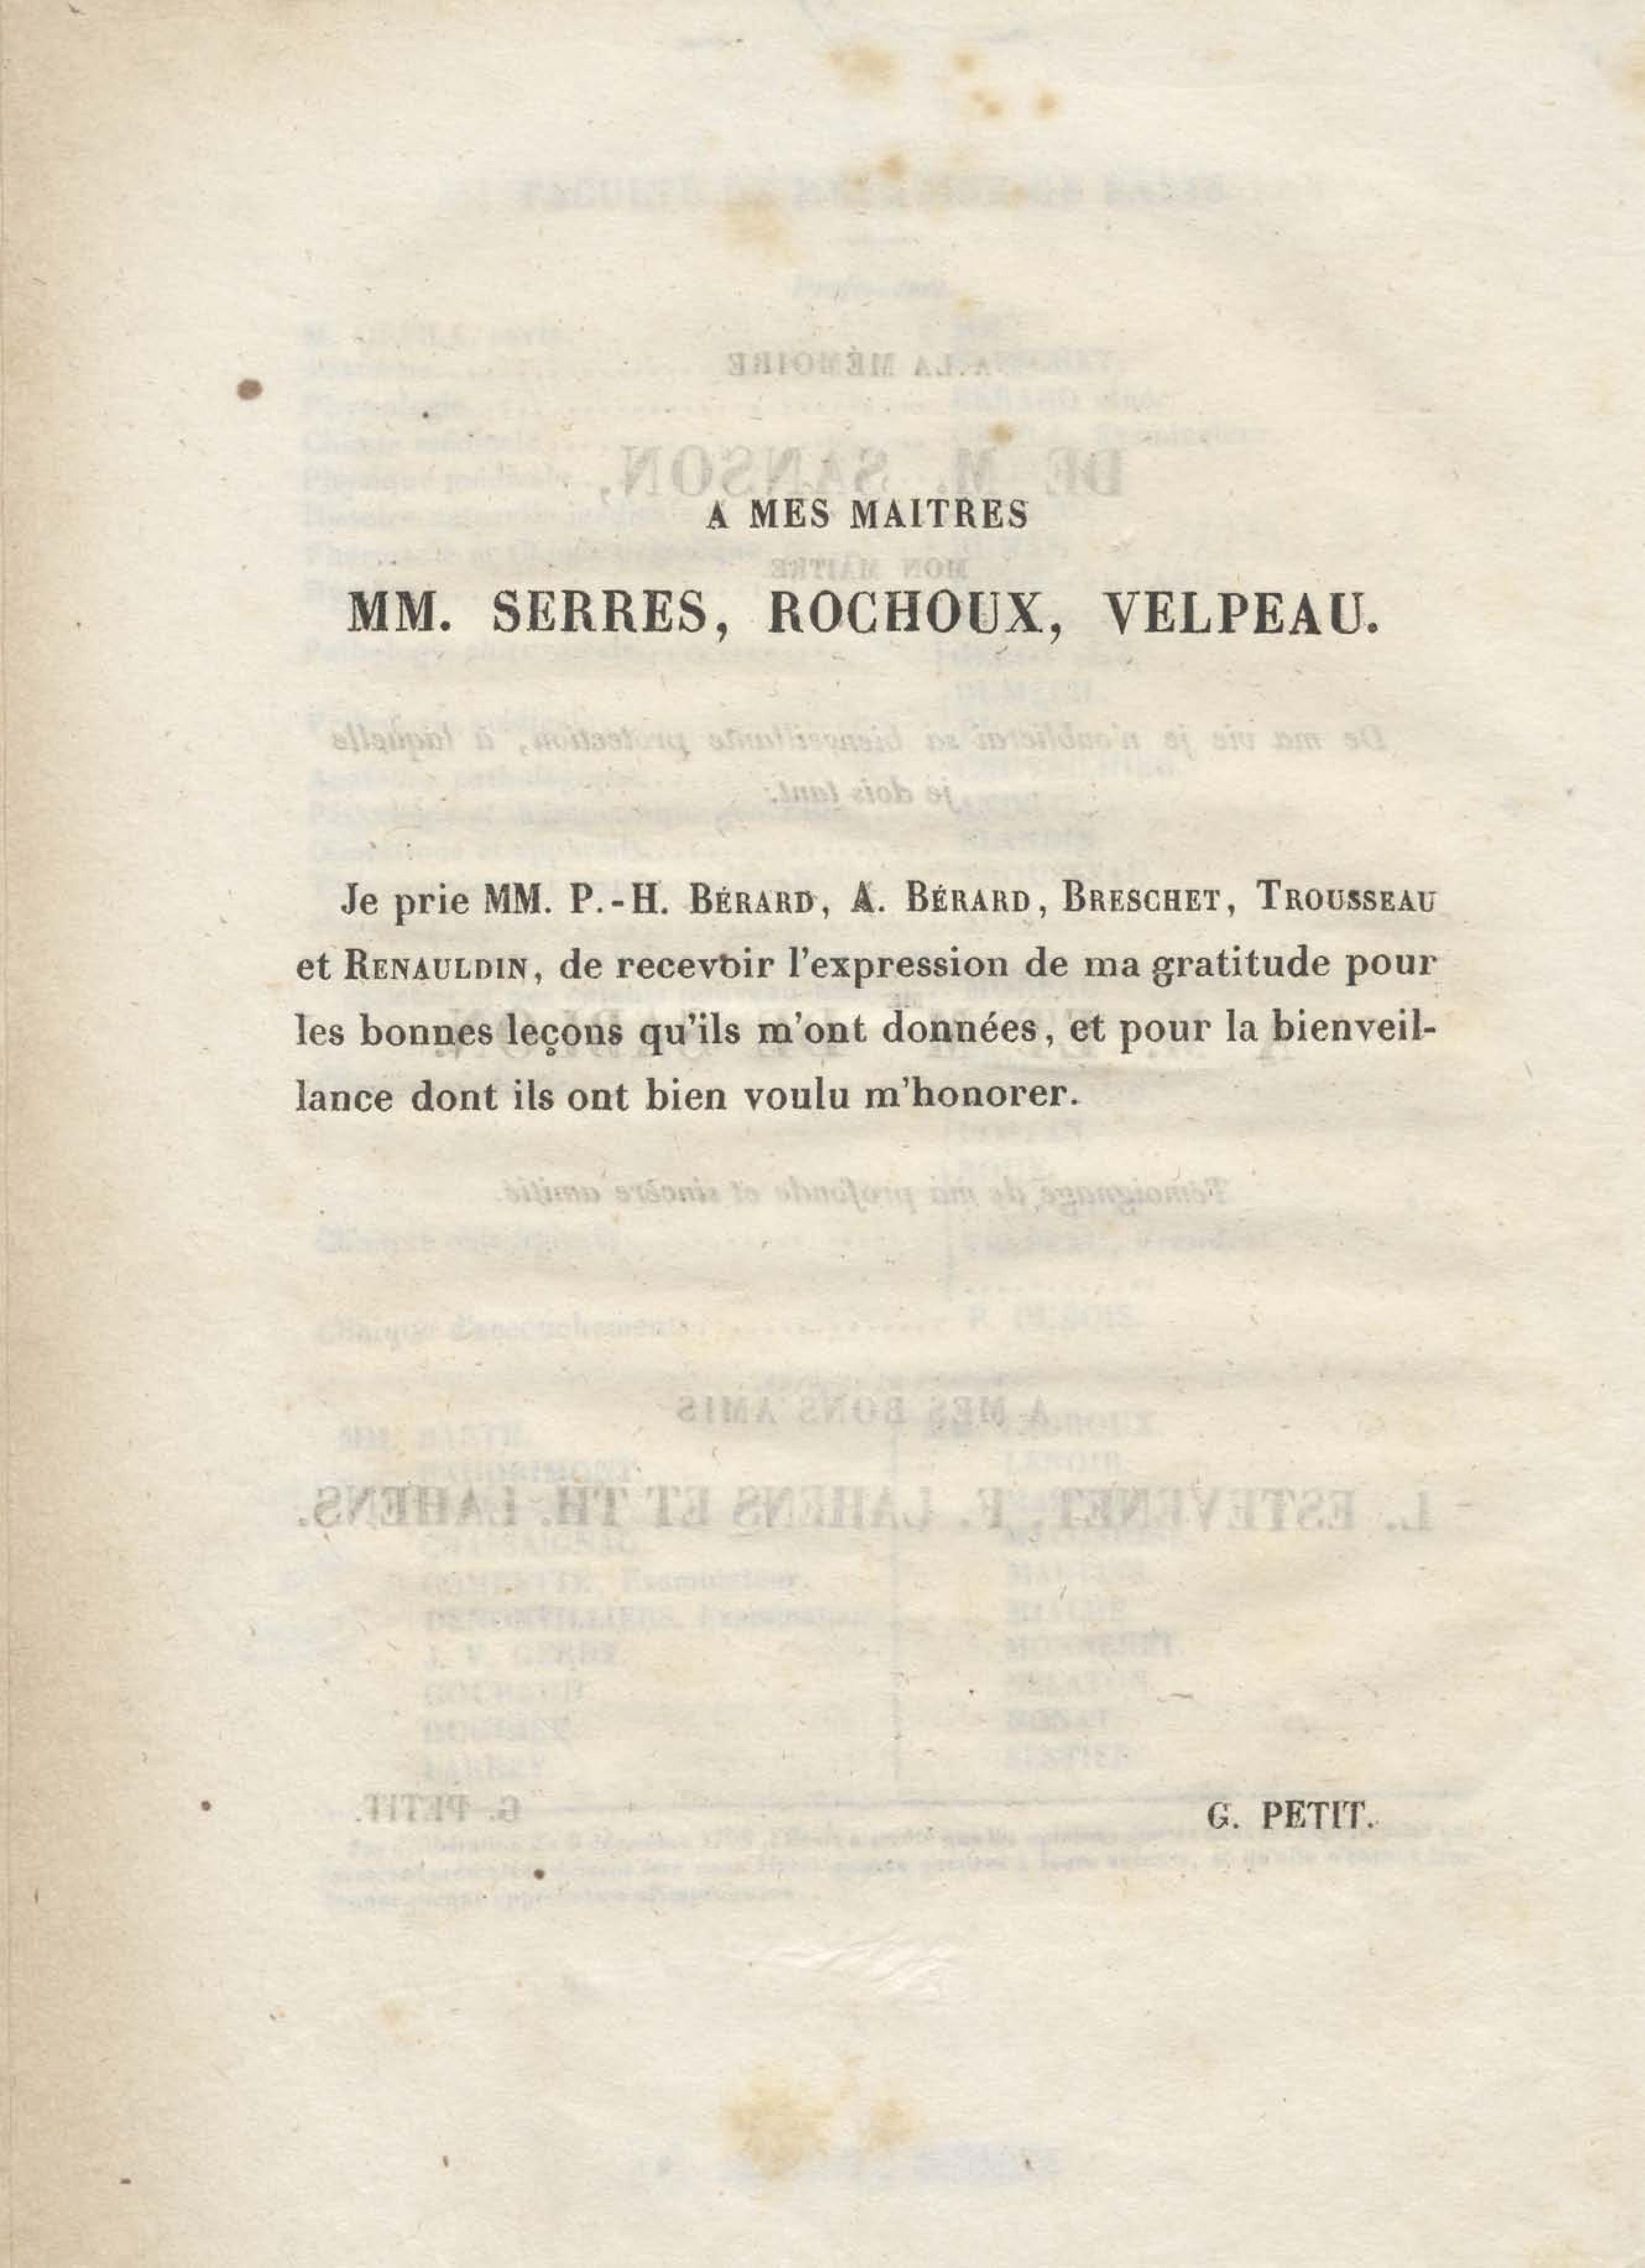 A MES MAITRES
MM. SERRES, ROCHOUX, VELPEAU.
Je prie MM. P.-H. BÉRARD, A. BÉRARD, BRESCHET, TROUSSEAU
et RENAULDIN, de recevoir l'expression de ma gratitude pour
les bonnes leçons qu'ils m'ont données, et pour la bienveil-
lance dont ils ont bien voulu m'honorer.
G. PETIT.